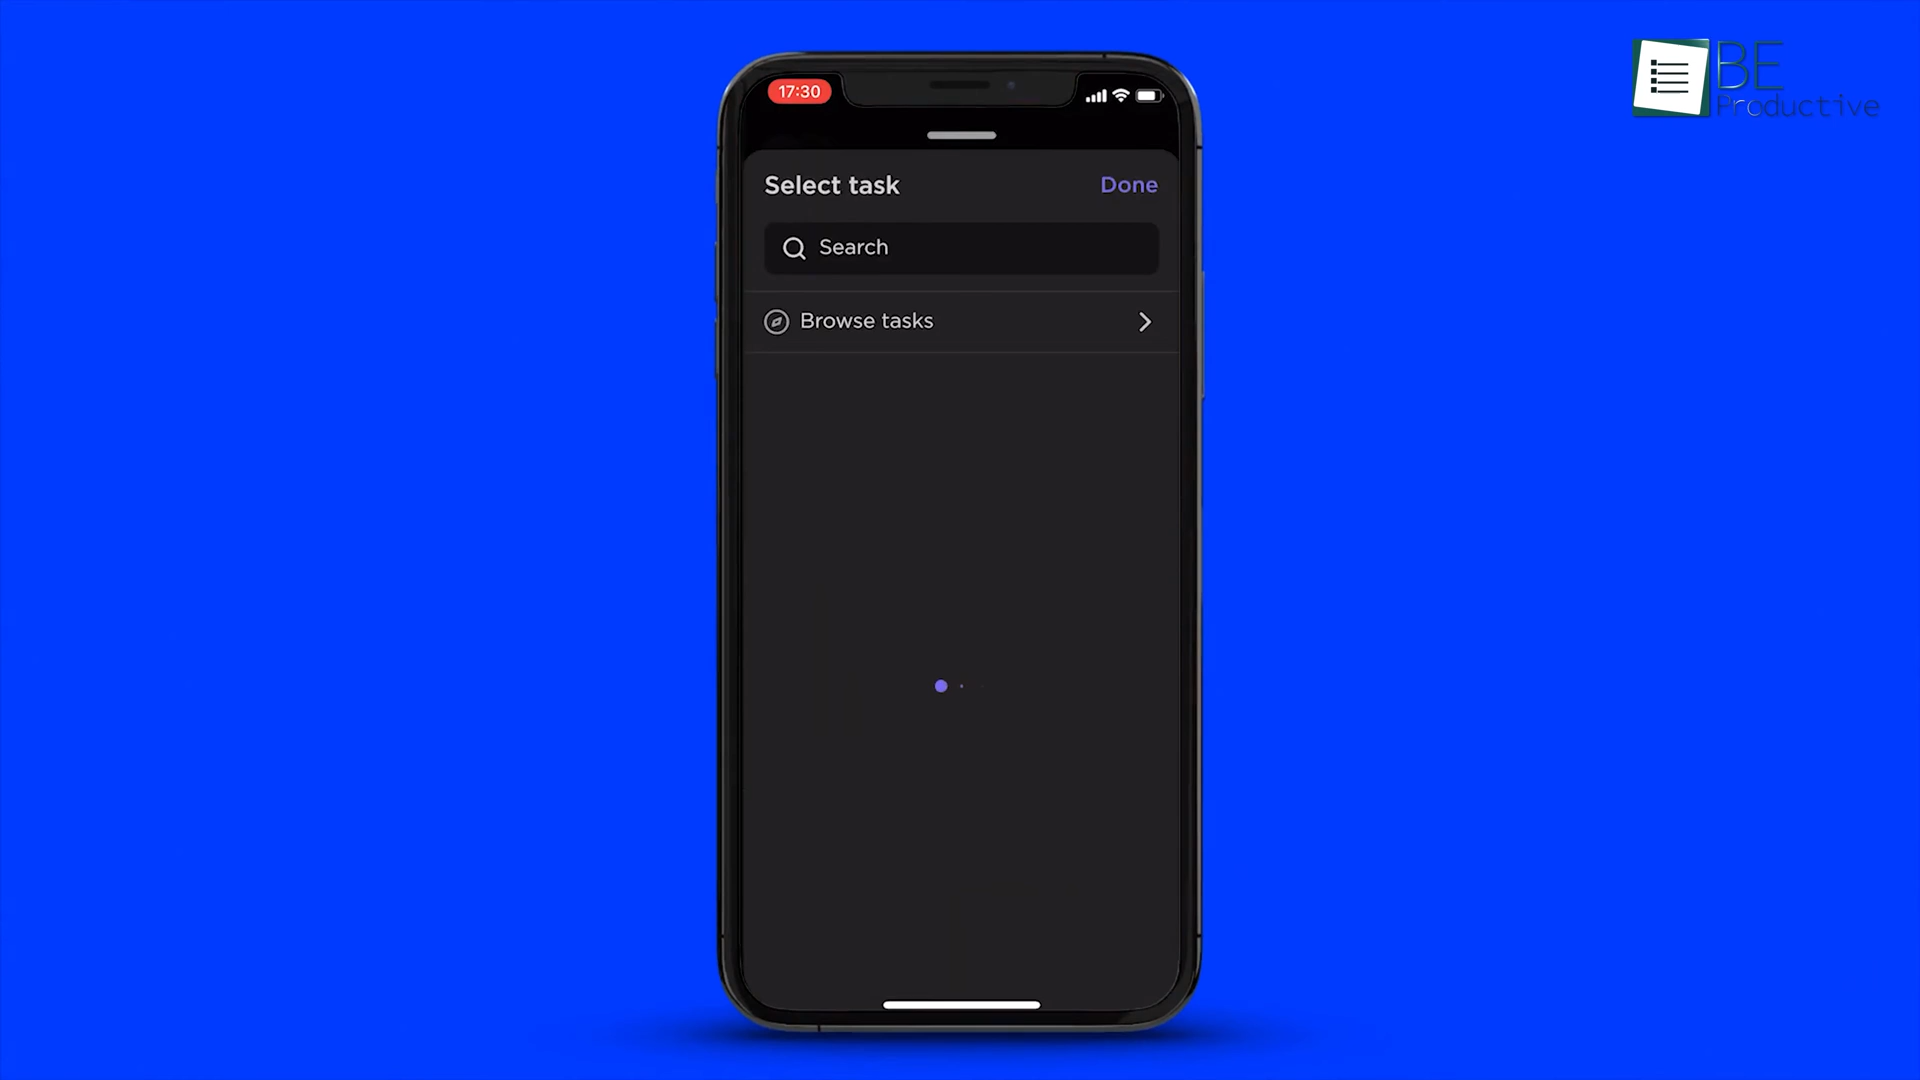 17:30
BE
Productive
Select task
Done
Search
Browse tasks